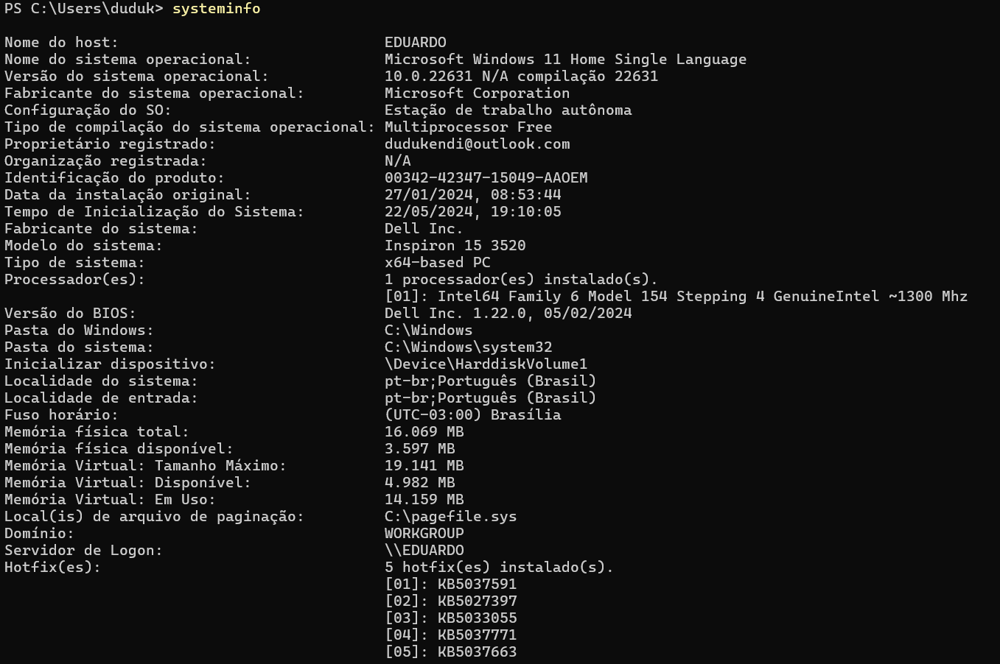 PS C:\Users\duduk> systeminfo
Nome do host: EDUARDO
Nome do sistema operacional: Microsoft Windows 11 Home Single Language
Versão do sistema operacional: 10.0.22631 N/A compilação 22631
Fabricante do sistema operacional: Microsoft Corporation
Configuração do SO: Estação de trabalho autônoma
Tipo de compilação do sistema operacional: Multiprocessor Free
Proprietário registrado: dudukendi@outlook.com
Organização registrada: N/A
Identificação do produto: 00342-42347-15049-AAOEM
Data da instalação original: 27/01/2024, 08:53:44
Tempo de Inicialização do Sistema: 22/05/2024, 19:10:05
Fabricante do sistema: Dell Inc.
Modelo do sistema: Inspiron 15 3520
Tipo de sistema: x64-based PC
Processador(es): 1 processador(es) instalado(s).
[01]: Intel64 Family 6 Model 154 Stepping 4 GenuineIntel ~1300 Mhz
Versão do BIOS: Dell Inc. 1.22.0, 05/02/2024
Pasta do Windows: C:\Windows
Pasta do sistema: C:\Windows\system32
Inicializar dispositivo: \Device\HarddiskVolume1
Localidade do sistema: pt-br;Português (Brasil)
Localidade de entrada: pt-br;Português (Brasil)
Fuso horário: (UTC-03:00) Brasília
Memória física total: 16.069 MB
Memória física disponível: 3.597 MB
Memória Virtual: Tamanho Máximo: 19.141 MB
Memória Virtual: Disponível: 4.982 MB
Memória Virtual: Em Uso: 14.159 MB
Local(is) de arquivo de paginação: C:\pagefile.sys
Domínio: WORKGROUP
Servidor de Logon: \\EDUARDO
Hotfix(es): 5 hotfix(es) instalado(s).
[01]: KB5037591
[02]: KB5027397
[03]: KB5033055
[04]: KB5037771
[05]: KB5037663